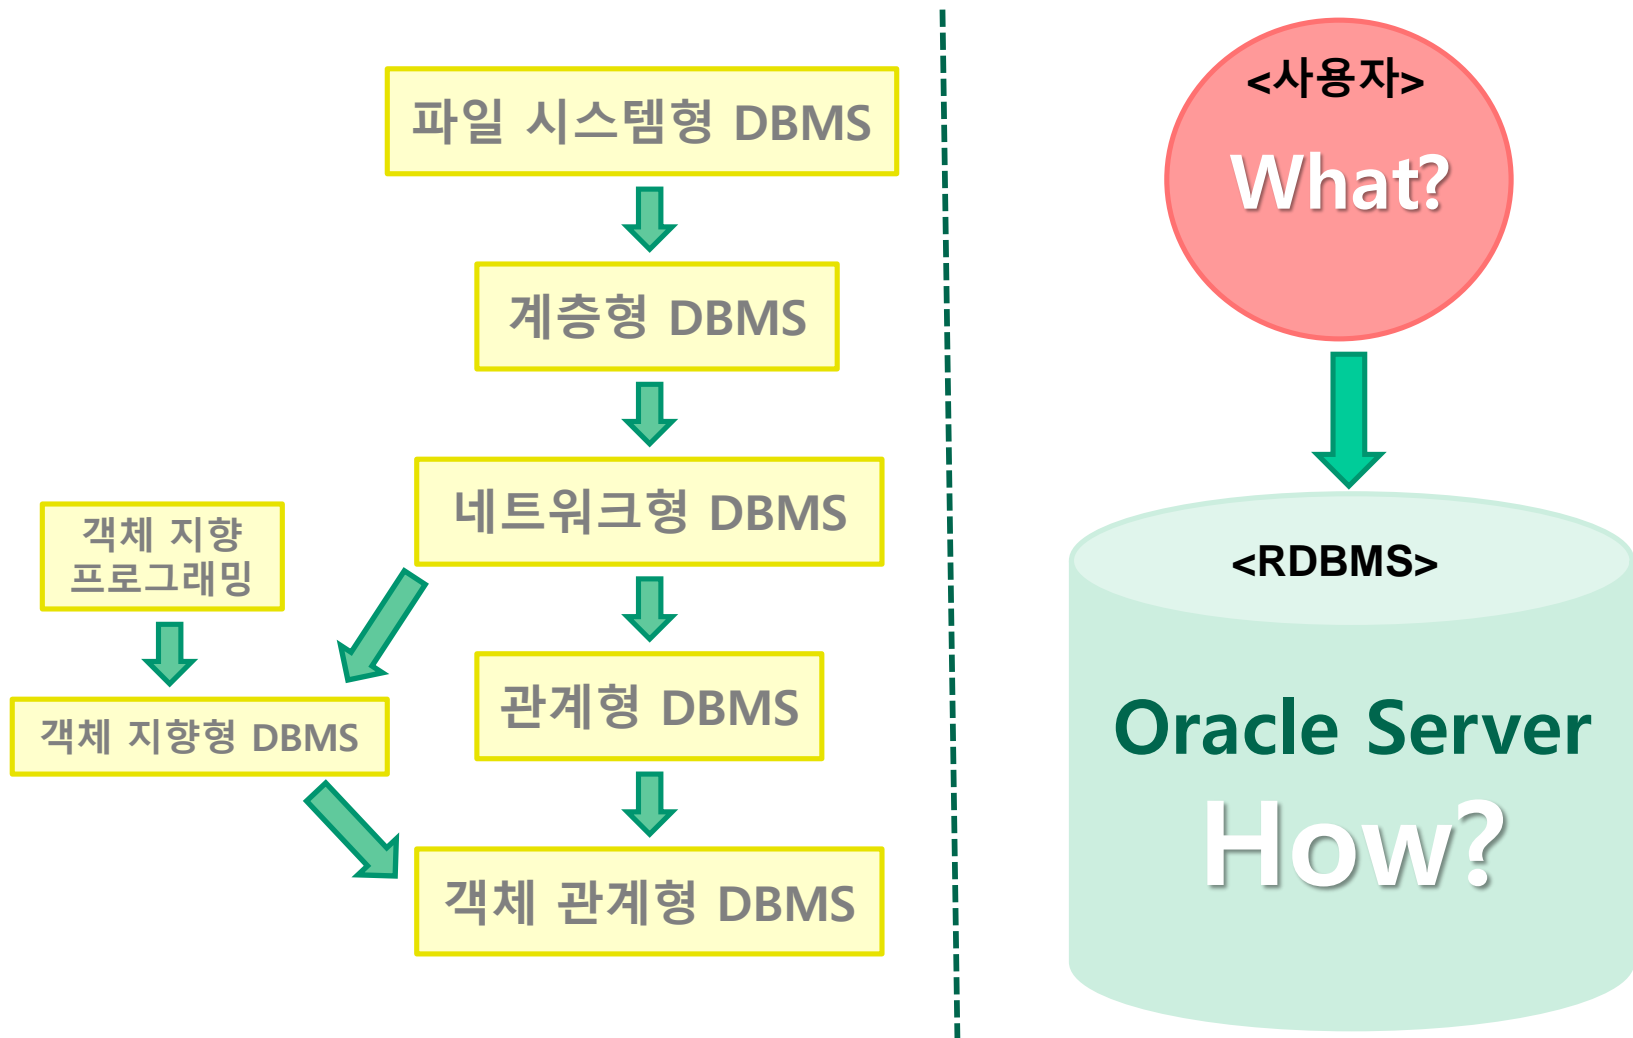 파일 시스템형 DBMS
계층형 DBMS
네트워크형 DBMS
객체 지향
프로그래밍
관계형 DBMS
객체 지향형 DBMS
객체 관계형 DBMS
<사용자>
What?
<RDBMS>
Oracle Server
How?